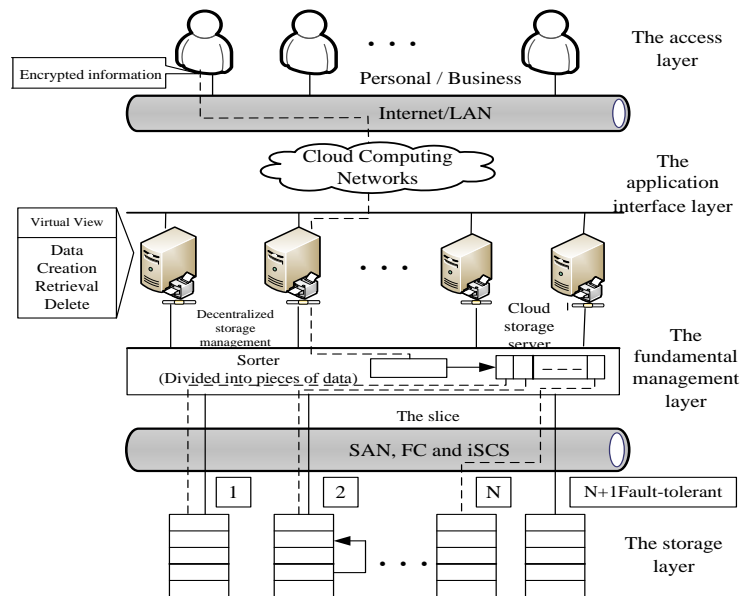 The access
layer
Encrypted information
Personal / Business
Internet/LAN
Cloud Computing
Networks
The
application
interface layer
Virtual View
Data
Creation
Retrieval
Delete
Decentralized
storage
management
Cloud
storage
server
Sorter
(Divided into pieces of data)
The
fundamental
management
layer
The slice
SAN, FC and iSCS
1
2
N
N+1Fault-tolerant
The storage
layer